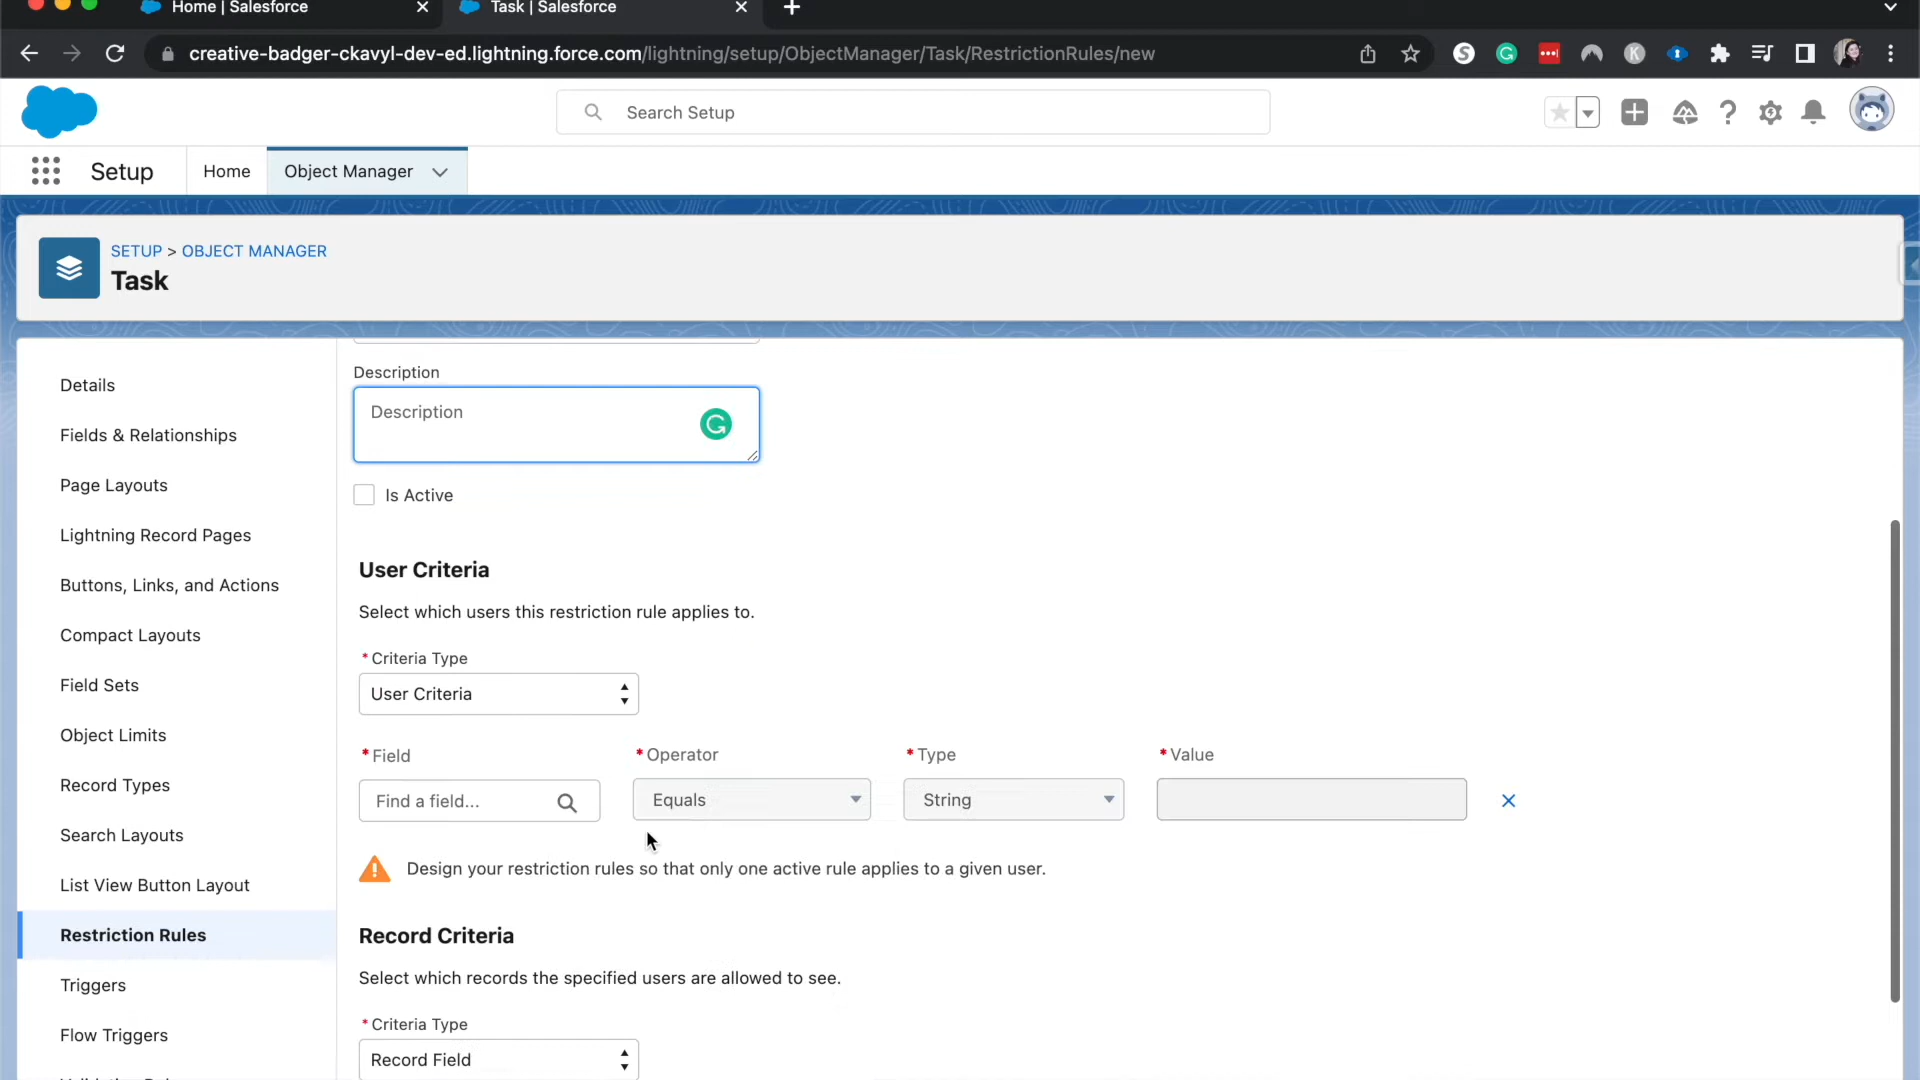 Home | Salesforce
Task | Salesforce
creative-badger-ckavyl-dev-ed.lightning.force.com/lightning/setup/ObjectManager/Task/RestrictionRules/new
Search Setup
Setup
Home
Object Manager
SETUP > OBJECT MANAGER
Task
Details
Fields & Relationships
Page Layouts
Lightning Record Pages
Buttons, Links, and Actions
Compact Layouts
Field Sets
Object Limits
Record Types
Search Layouts
List View Button Layout
Restriction Rules
Triggers
Flow Triggers
Description
Description
Is Active
User Criteria
Select which users this restriction rule applies to.
*Criteria Type
User Criteria
*Field *Operator *Type *Value
Find a field... Equals String
Design your restriction rules so that only one active rule applies to a given user.
Record Criteria
Select which records the specified users are allowed to see.
*Criteria Type
Record Field